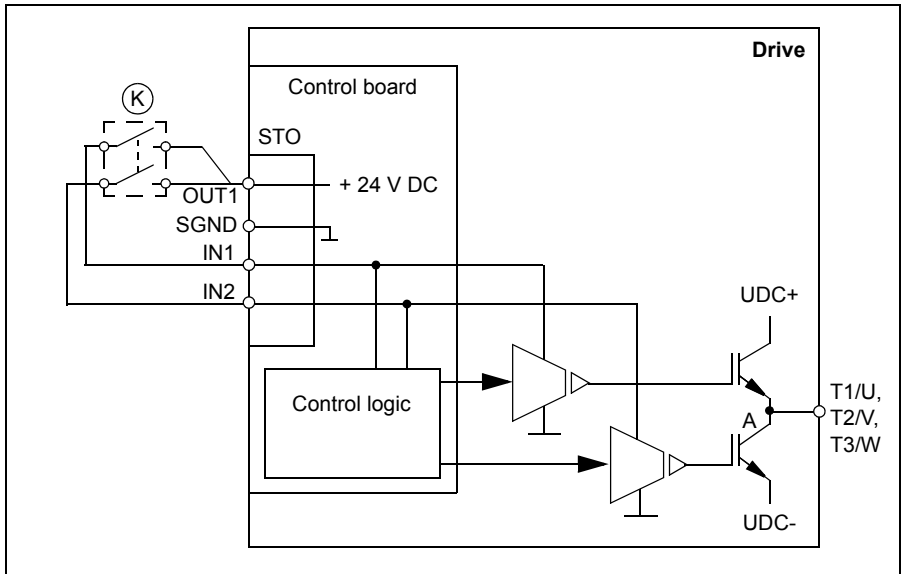 Drive
Control board
K
STO
OUT1
+ 24 V DC
SGND
IN1
IN2
UDC+
Control logic
T1/U,
T2/V,
T3/W
A
UDC-